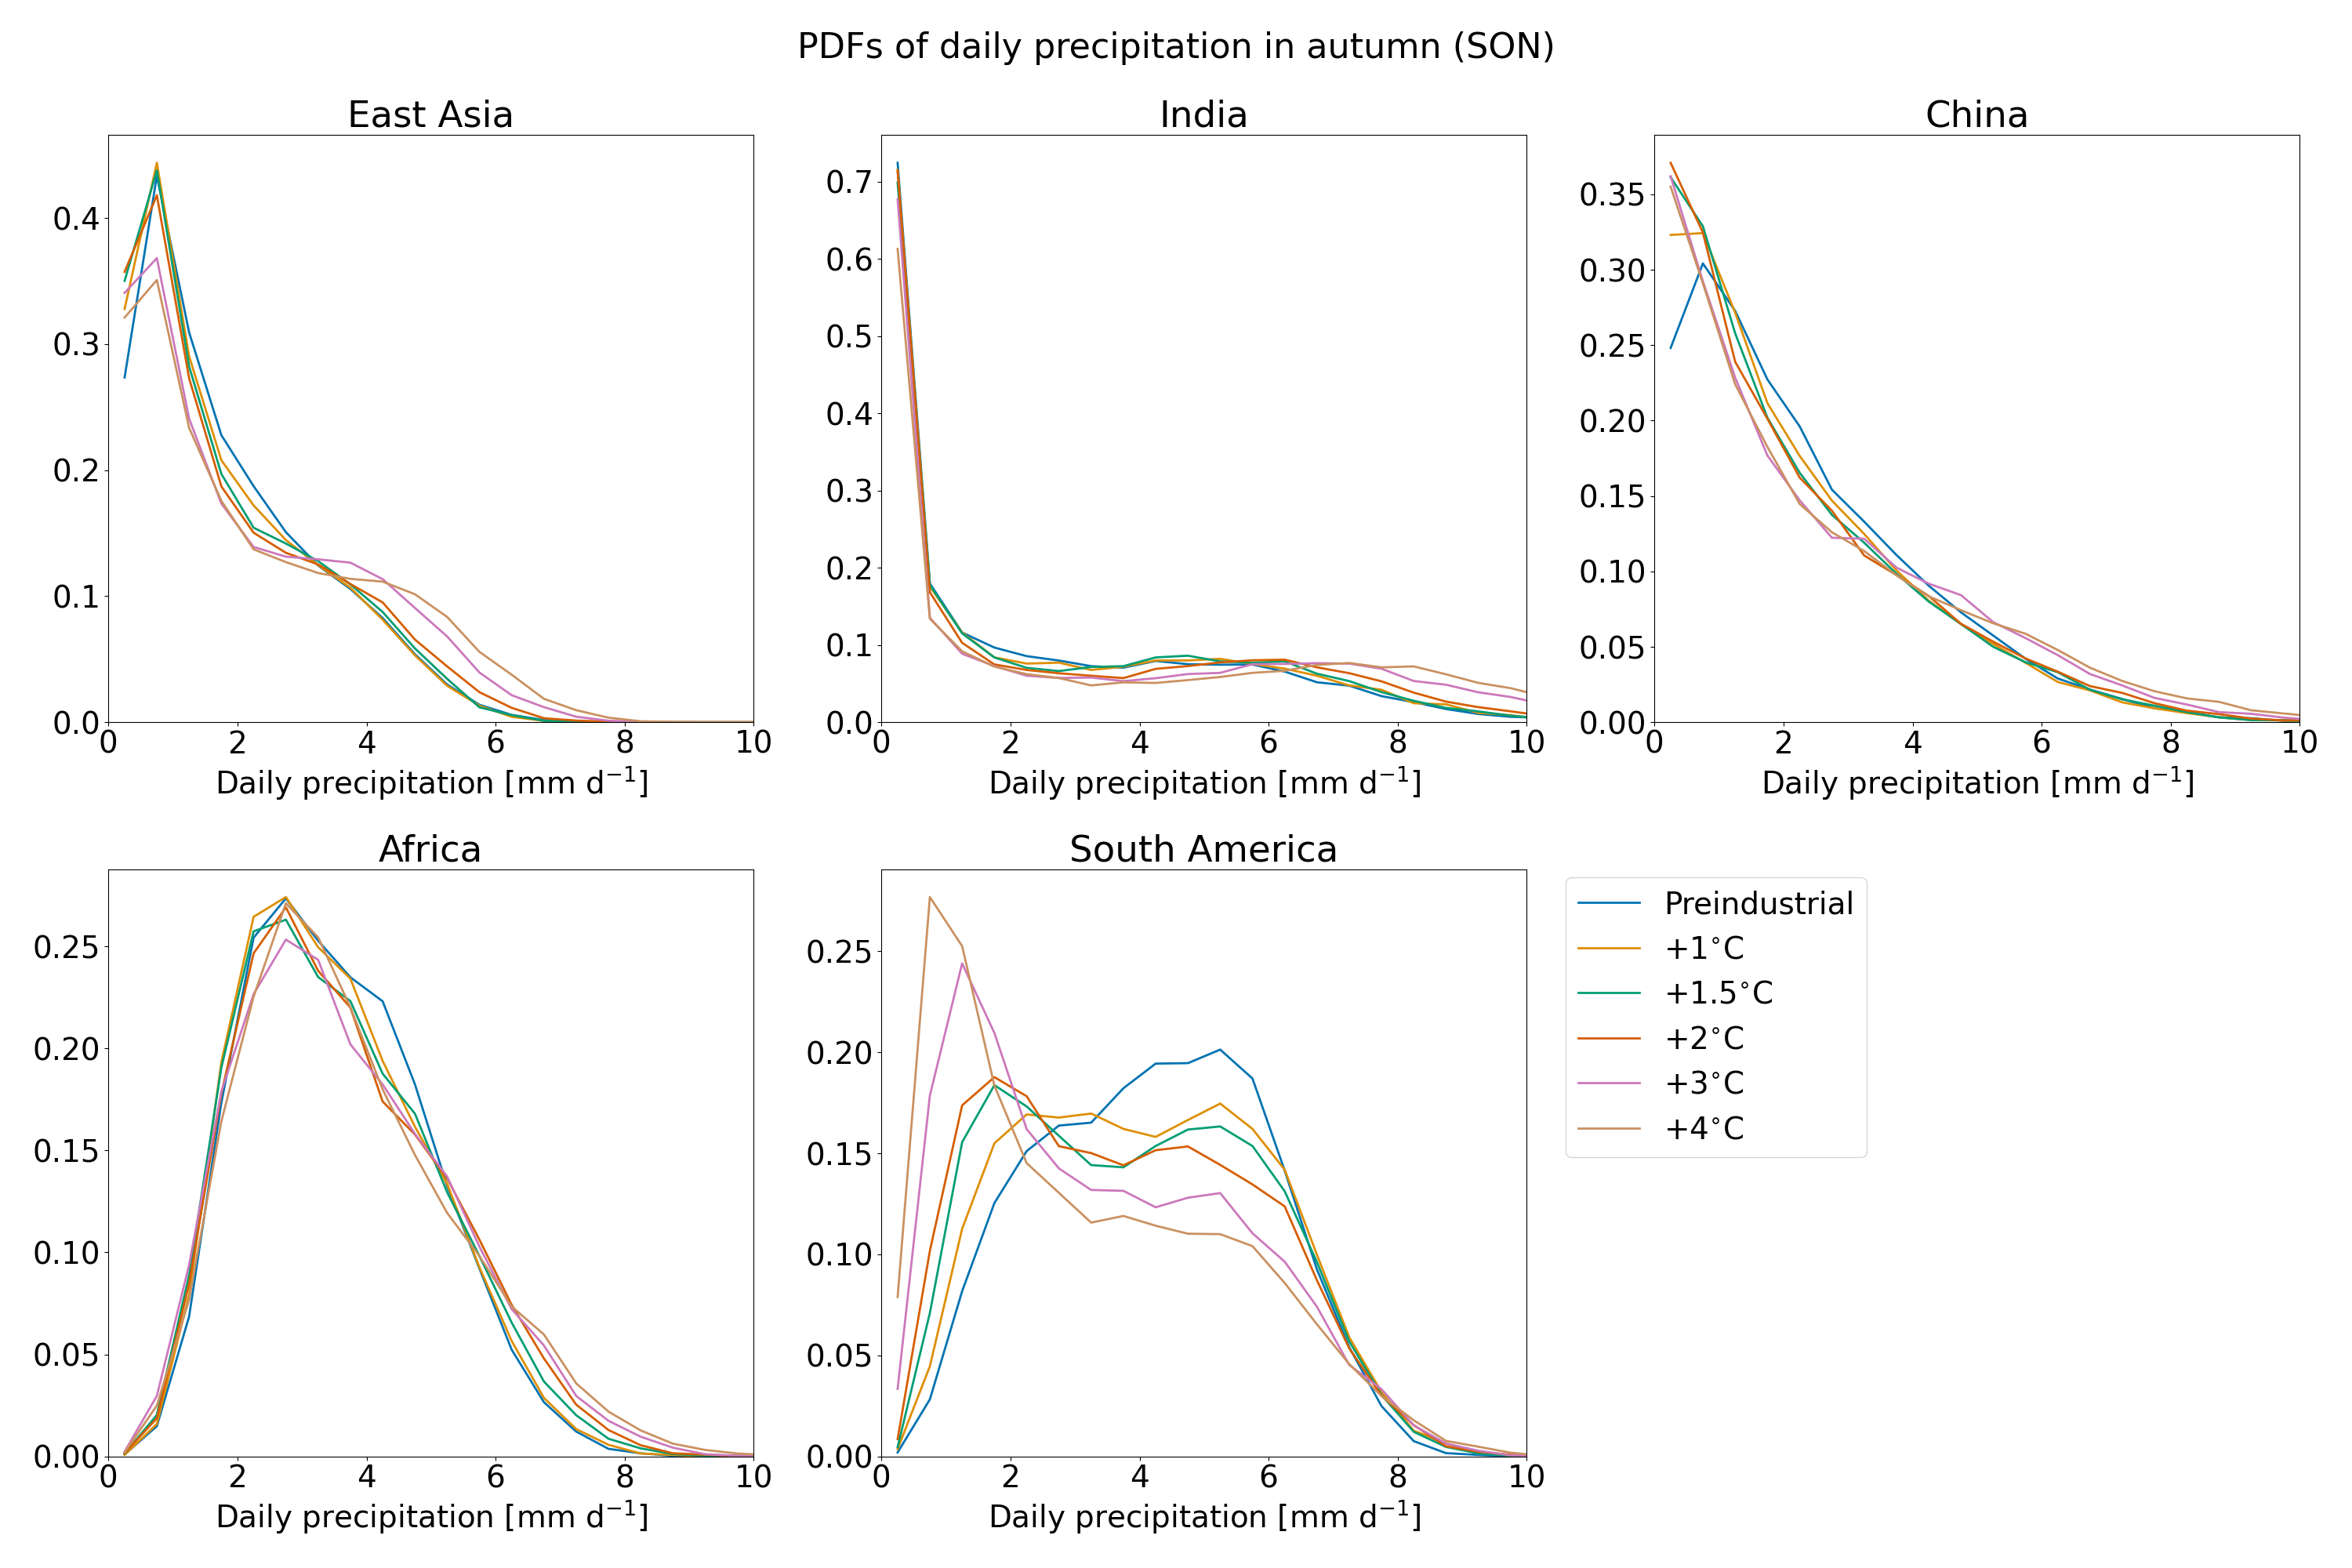 PDFs of daily precipitation in autumn (SON)
East Asia
0.4
0.3
0.2
0.1
0.0
0 2 4 6 8 10
Daily precipitation [mm d⁻¹]
India
0.7
0.6
0.5
0.4
0.3
0.2
0.1
0.0
0 2 4 6 8 10
Daily precipitation [mm d⁻¹]
China
0.35
0.30
0.25
0.20
0.15
0.10
0.05
0.00
0 2 4 6 8 10
Daily precipitation [mm d⁻¹]
Africa
0.25
0.20
0.15
0.10
0.05
0.00
0 2 4 6 8 10
Daily precipitation [mm d⁻¹]
South America
0.25
0.20
0.15
0.10
0.05
0.00
0 2 4 6 8 10
Daily precipitation [mm d⁻¹]
Preindustrial
+1°C
+1.5°C
+2°C
+3°C
+4°C